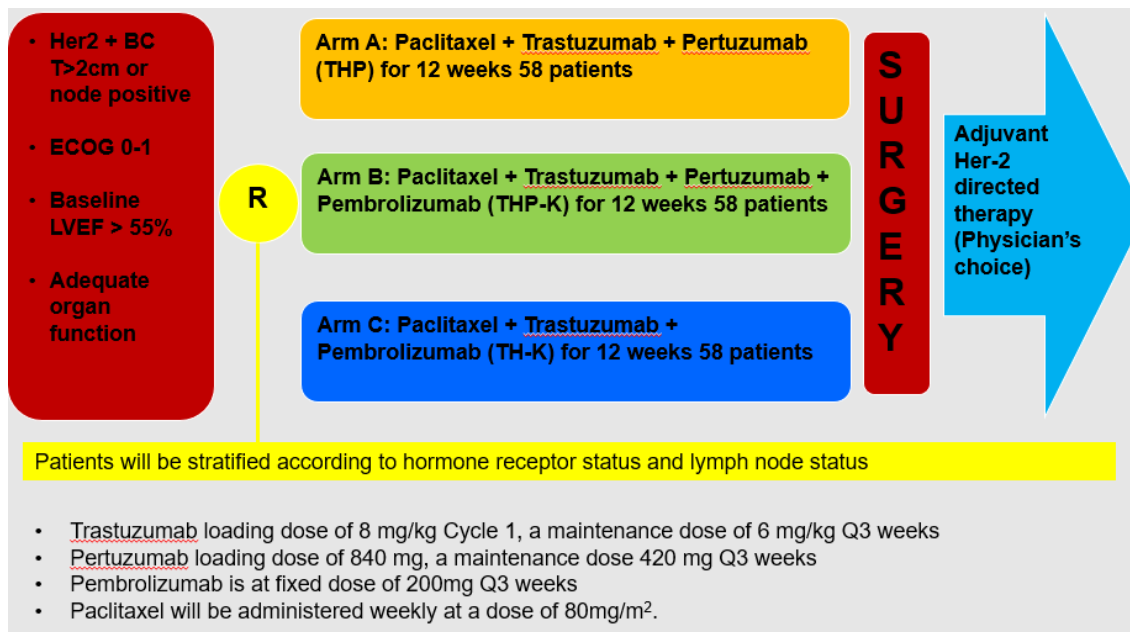 • Her2 + BC
T>2cm or
node positive
• ECOG 0-1
• Baseline
LVEF > 55%
• Adequate
organ
function
R
Arm A: Paclitaxel + Trastuzumab + Pertuzumab
(THP) for 12 weeks 58 patients
Arm B: Paclitaxel + Trastuzumab + Pertuzumab +
Pembrolizumab (THP-K) for 12 weeks 58 patients
Arm C: Paclitaxel + Trastuzumab +
Pembrolizumab (TH-K) for 12 weeks 58 patients
S
U
R
G
E
R
Y
Adjuvant
Her-2
directed
therapy
(Physician’s
choice)
Patients will be stratified according to hormone receptor status and lymph node status
• Trastuzumab loading dose of 8 mg/kg Cycle 1, a maintenance dose of 6 mg/kg Q3 weeks
• Pertuzumab loading dose of 840 mg, a maintenance dose 420 mg Q3 weeks
• Pembrolizumab is at fixed dose of 200mg Q3 weeks
• Paclitaxel will be administered weekly at a dose of 80mg/m².